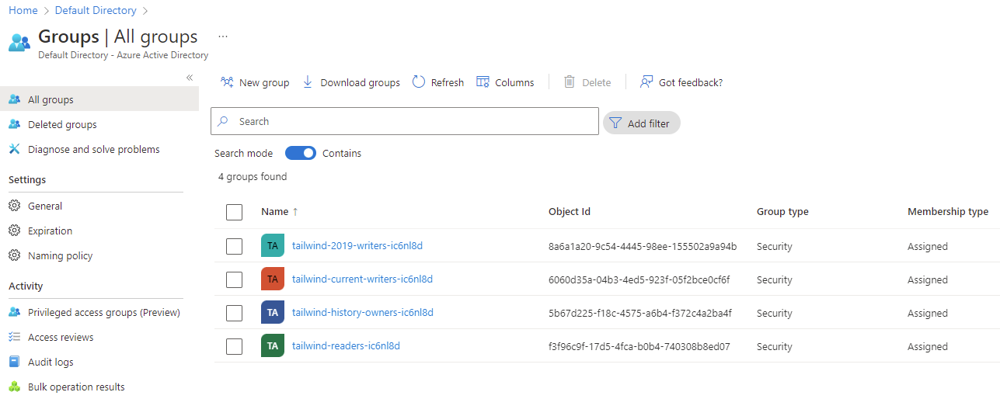 Home > Default Directory >
Groups | All groups ...
Default Directory - Azure Active Directory
«
All groups
Deleted groups
Diagnose and solve problems
Settings
General
Expiration
Naming policy
Activity
Privileged access groups (Preview)
Access reviews
Audit logs
Bulk operation results
New group Download groups Refresh Columns Delete Got feedback?
Search Add filter
Search mode Contains
4 groups found
Name ↑ Object Id Group type Membership type
TA tailwind-2019-writers-ic6nl8d 8a6a1a20-9c54-4445-98ee-155502a9a94b Security Assigned
TA tailwind-current-writers-ic6nl8d 6060d35a-04b3-4ed5-923f-05f2bce0cf6f Security Assigned
TA tailwind-history-owners-ic6nl8d 5b67d225-f18c-4575-a6b4-f372c4a2ba4f Security Assigned
TA tailwind-readers-ic6nl8d f3f96c9f-17d5-4fca-b0b4-740308b8ed07 Security Assigned